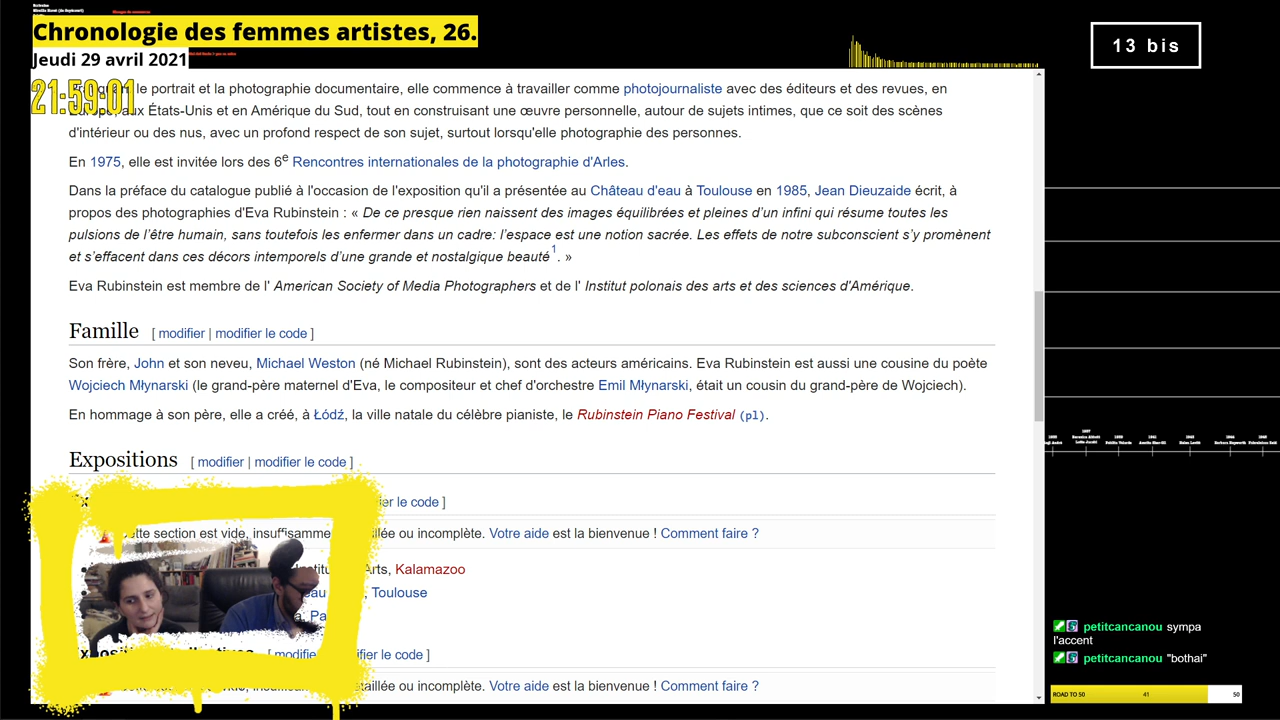 Chronologie des femmes artistes, 26.
Jeudi 29 avril 2021
21:59:01
13 bis
le portrait et la photographie documentaire, elle commence à travailler comme photojournaliste avec des éditeurs et des revues, en
aux États-Unis et en Amérique du Sud, tout en construisant une œuvre personnelle, autour de sujets intimes, que ce soit des scènes
d'intérieur ou des nus, avec un profond respect de son sujet, surtout lorsqu'elle photographie des personnes.
En 1975, elle est invitée lors des 6e Rencontres internationales de la photographie d'Arles.
Dans la préface du catalogue publié à l'occasion de l'exposition qu'il a présentée au Château d'eau à Toulouse en 1985, Jean Dieuzaide écrit, à
propos des photographies d'Eva Rubinstein : « De ce presque rien naissent des images équilibrées et pleines d’un infini qui résume toutes les
pulsions de l’être humain, sans toutefois les enfermer dans un cadre: l’espace est une notion sacrée. Les effets de notre subconscient s’y promènent
et s’effacent dans ces décors intemporels d’une grande et nostalgique beauté1. »
Eva Rubinstein est membre de l' American Society of Media Photographers et de l' Institut polonais des arts et des sciences d'Amérique.
Famille [ modifier | modifier le code ]
Son frère, John et son neveu, Michael Weston (né Michael Rubinstein), sont des acteurs américains. Eva Rubinstein est aussi une cousine du poète
Wojciech Młynarski (le grand-père maternel d'Eva, le compositeur et chef d'orchestre Emil Młynarski, était un cousin du grand-père de Wojciech).
En hommage à son père, elle a créé, à Łódź, la ville natale du célèbre pianiste, le Rubinstein Piano Festival (pl).
Expositions [ modifier | modifier le code ]
le code ]
cette section est vide, insuffisamment détaillée ou incomplète. Votre aide est la bienvenue ! Comment faire ?
Arts, Kalamazoo
Toulouse
[ modifier le code ]
ou incomplète. Votre aide est la bienvenue ! Comment faire ?
petitcancanou sympa
l'accent
petitcancanou "bothai"
ROAD TO 50 41 50